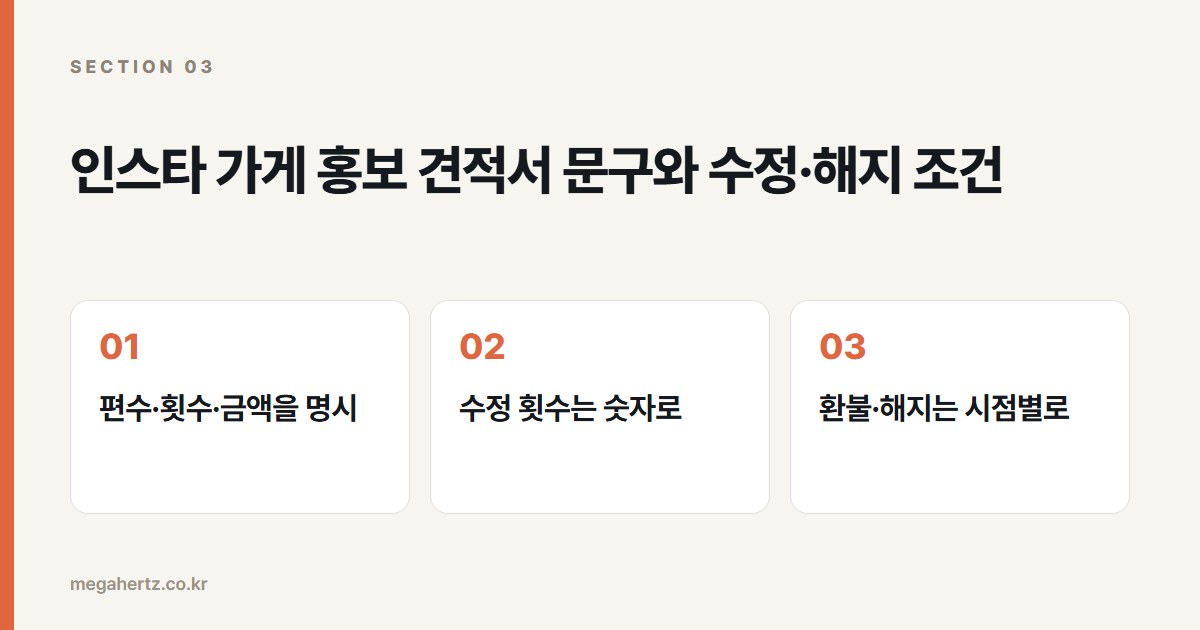 SECTION 03
인스타 가게 홍보 견적서 문구와 수정·해지 조건
01
편수·횟수·금액을 명시
02
수정 횟수는 숫자로
03
환불·해지는 시점별로
megahertz.co.kr